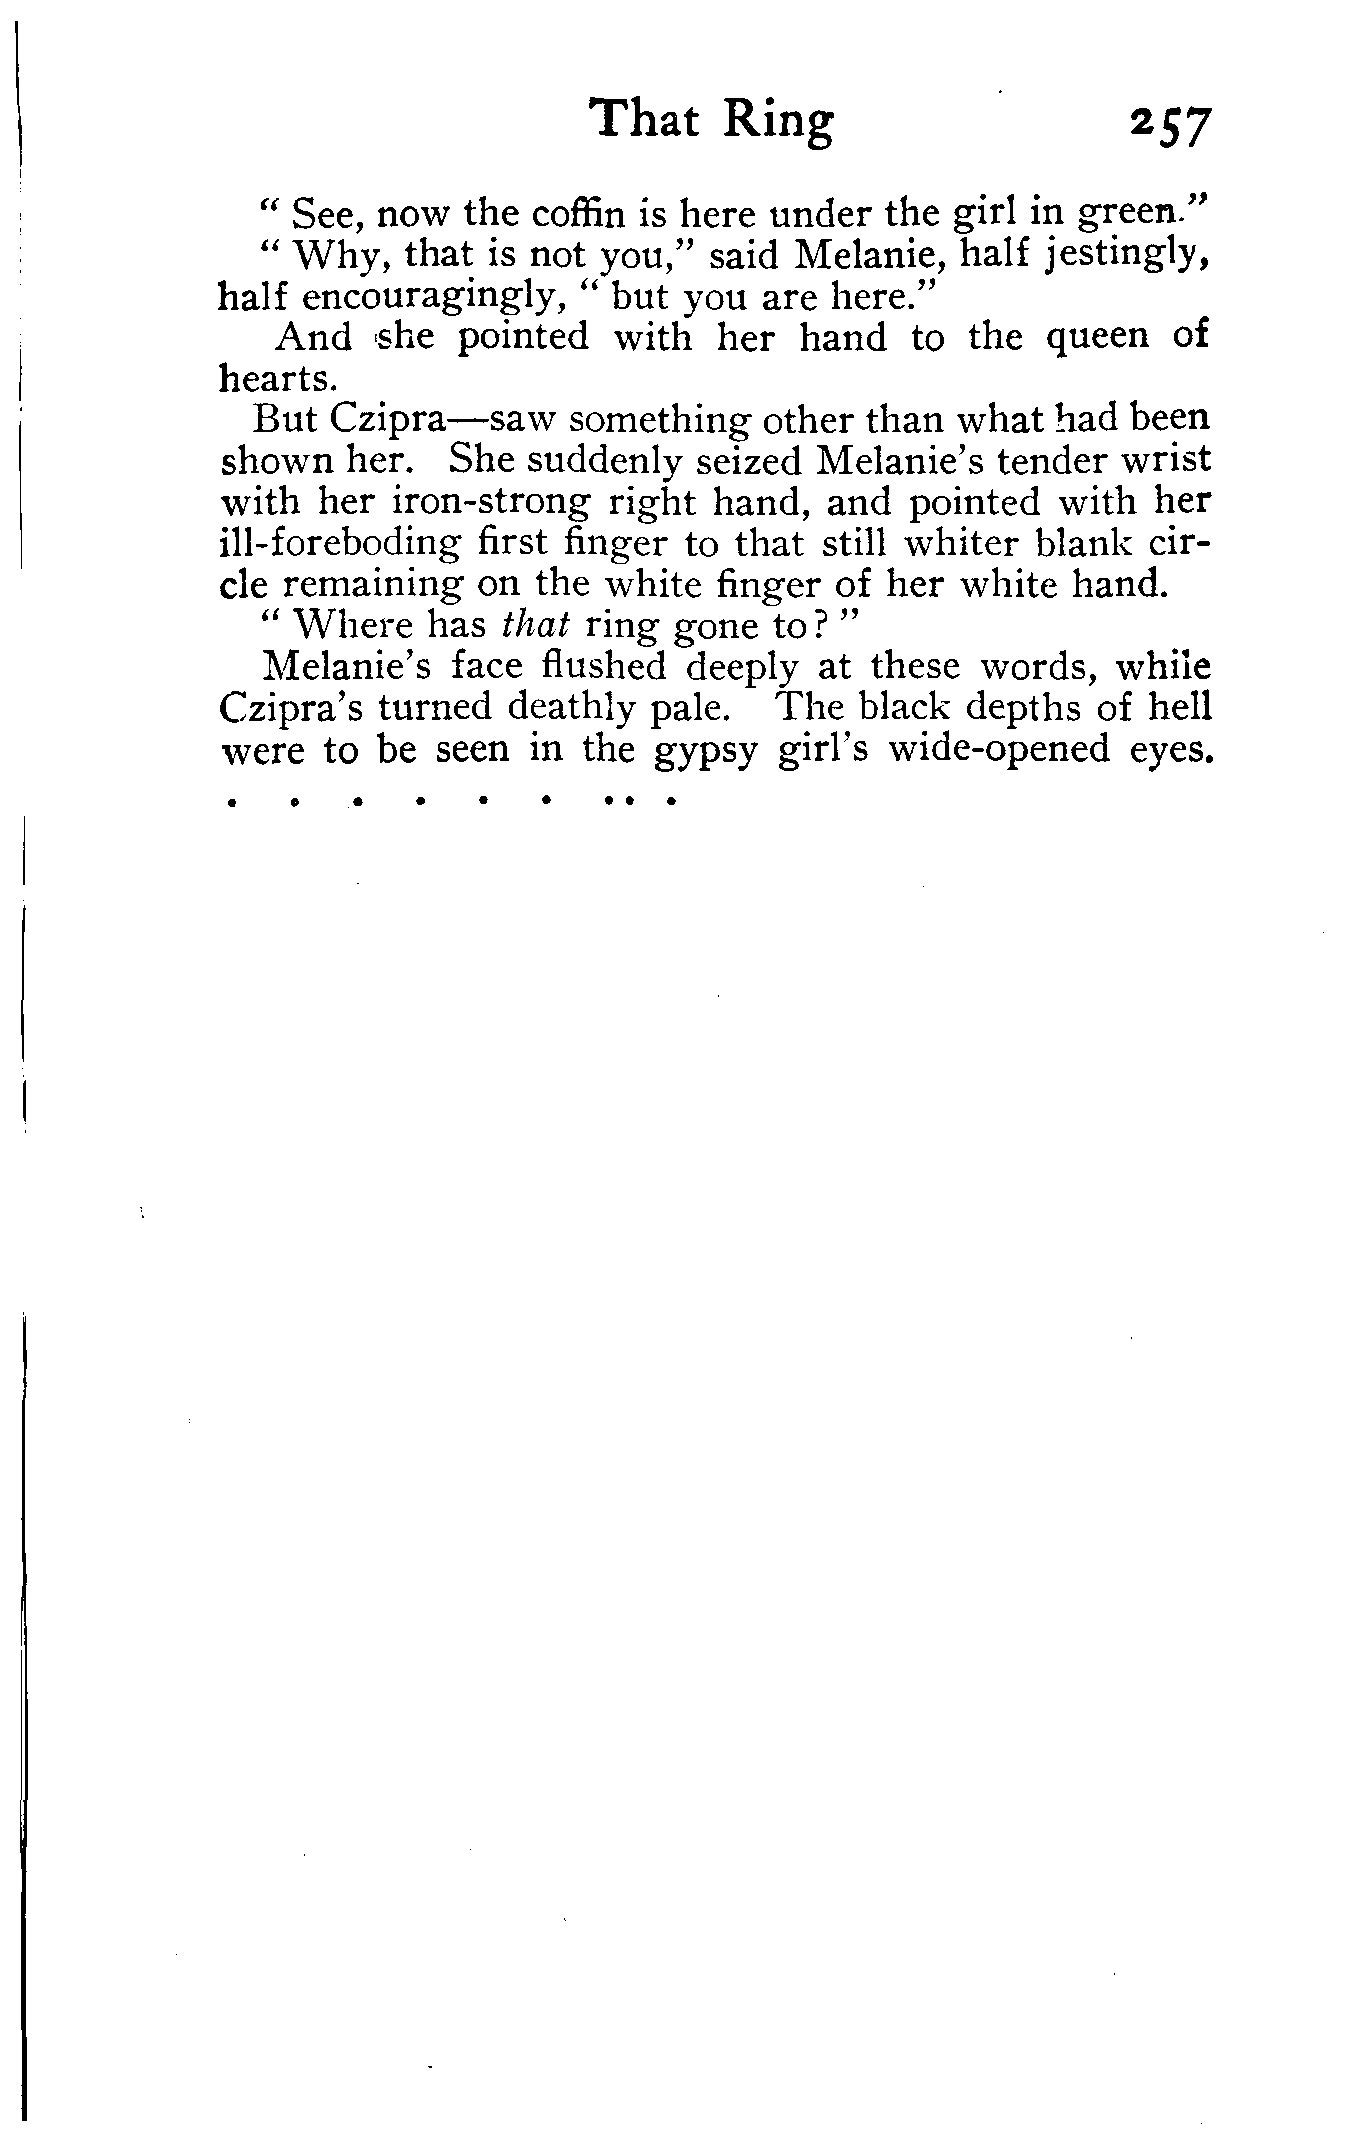 That Ring 257
" See, now the coffin is here under the girl in green."
" Why, that is not you," said Melanie, half jestingly,
half encouragingly, " but you are here."
And she pointed with her hand to the queen of
hearts.
But Czipra—saw something other than what had been
shown her. She suddenly seized Melanie's tender wrist
with her iron-strong right hand, and pointed with her
ill-foreboding first finger to that still whiter blank cir-
cle remaining on the white finger of her white hand.
" Where has that ring gone to? "
Melanie's face flushed deeply at these words, while
Czipra's turned deathly pale. The black depths of hell
were to be seen in the gypsy girl's wide-opened eyes.
. . . . . . . . .